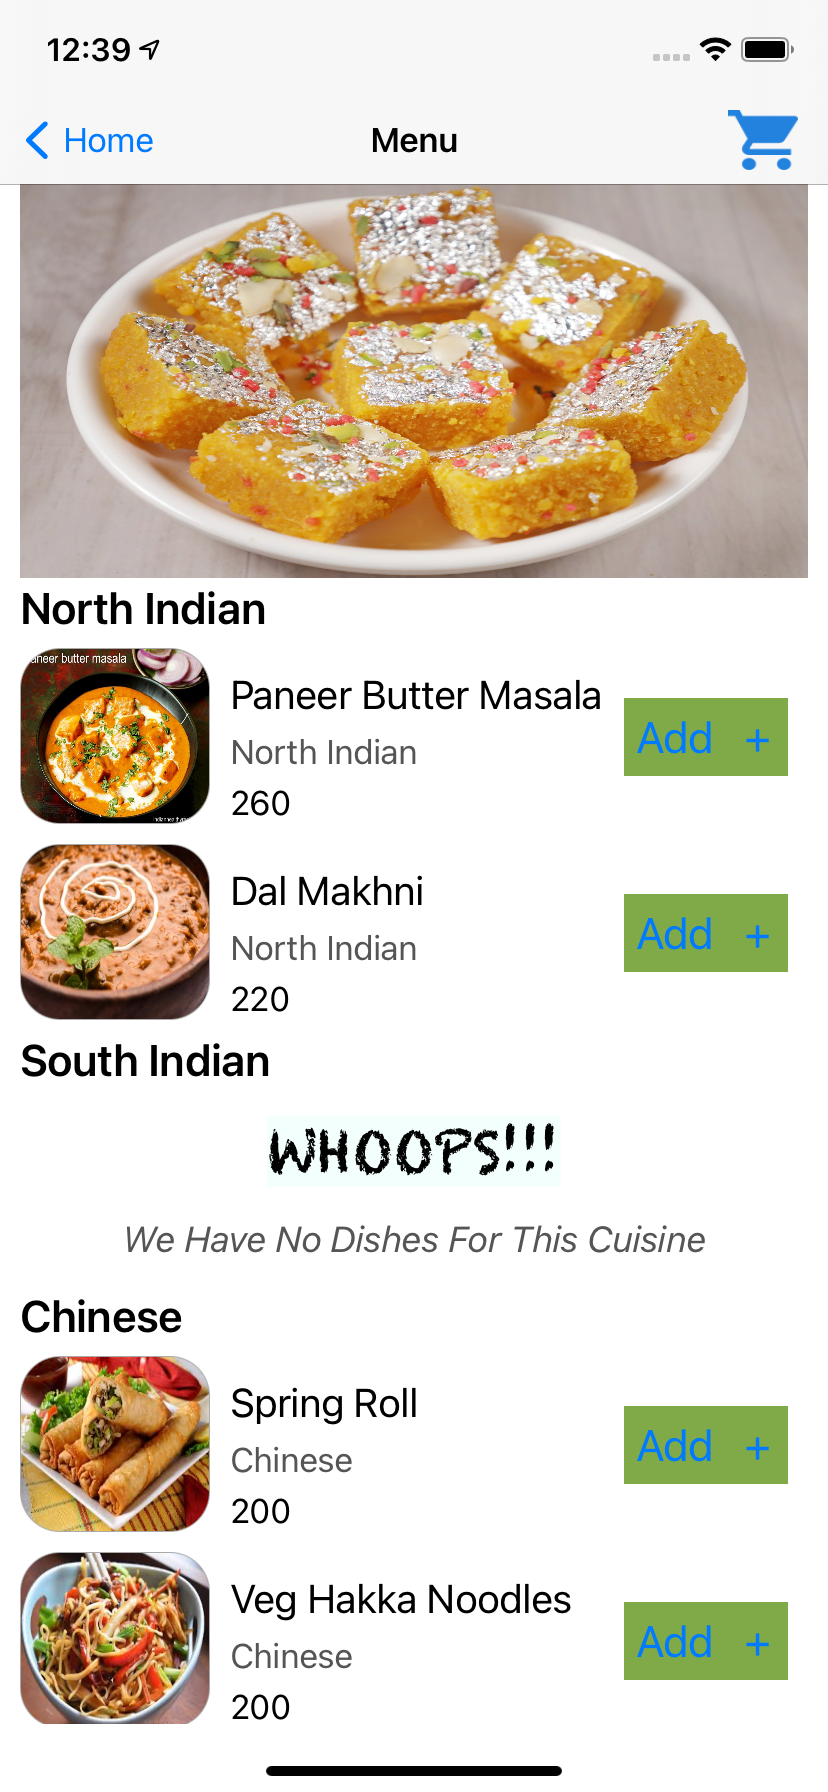 12:39
Home
Menu
North Indian
aneer butter masala
Paneer Butter Masala
North Indian
260
Add +
Dal Makhni
North Indian
220
Add +
South Indian
WHOOPS!!!
We Have No Dishes For This Cuisine
Chinese
Spring Roll
Chinese
200
Add +
Veg Hakka Noodles
Chinese
200
Add +